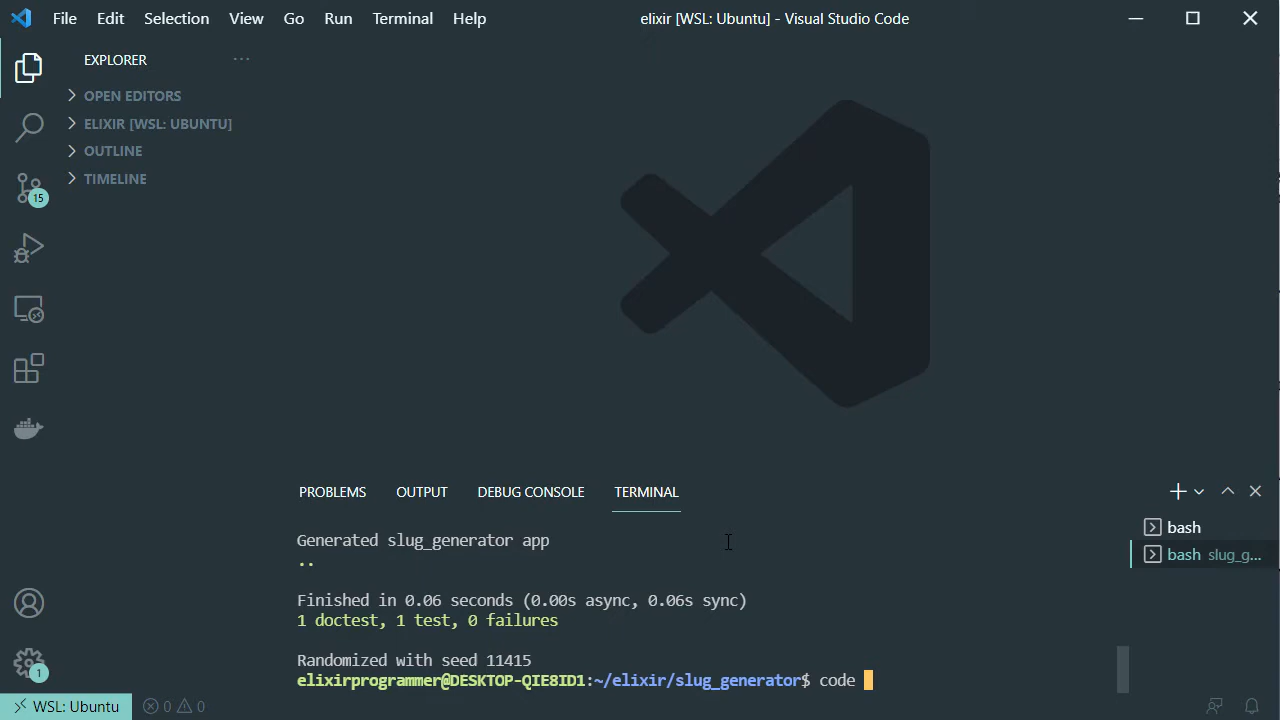 File Edit Selection View Go Run Terminal Help
elixir [WSL: Ubuntu] - Visual Studio Code
EXPLORER
OPEN EDITORS
ELIXIR [WSL: UBUNTU]
OUTLINE
TIMELINE
15
PROBLEMS OUTPUT DEBUG CONSOLE TERMINAL
Generated slug_generator app
..
Finished in 0.06 seconds (0.00s async, 0.06s sync)
1 doctest, 1 test, 0 failures
Randomized with seed 11415
elixirprogrammer@DESKTOP-QIE8ID1:~/elixir/slug_generator$ code
bash
bash slug_g...
1
WSL: Ubuntu 0 0